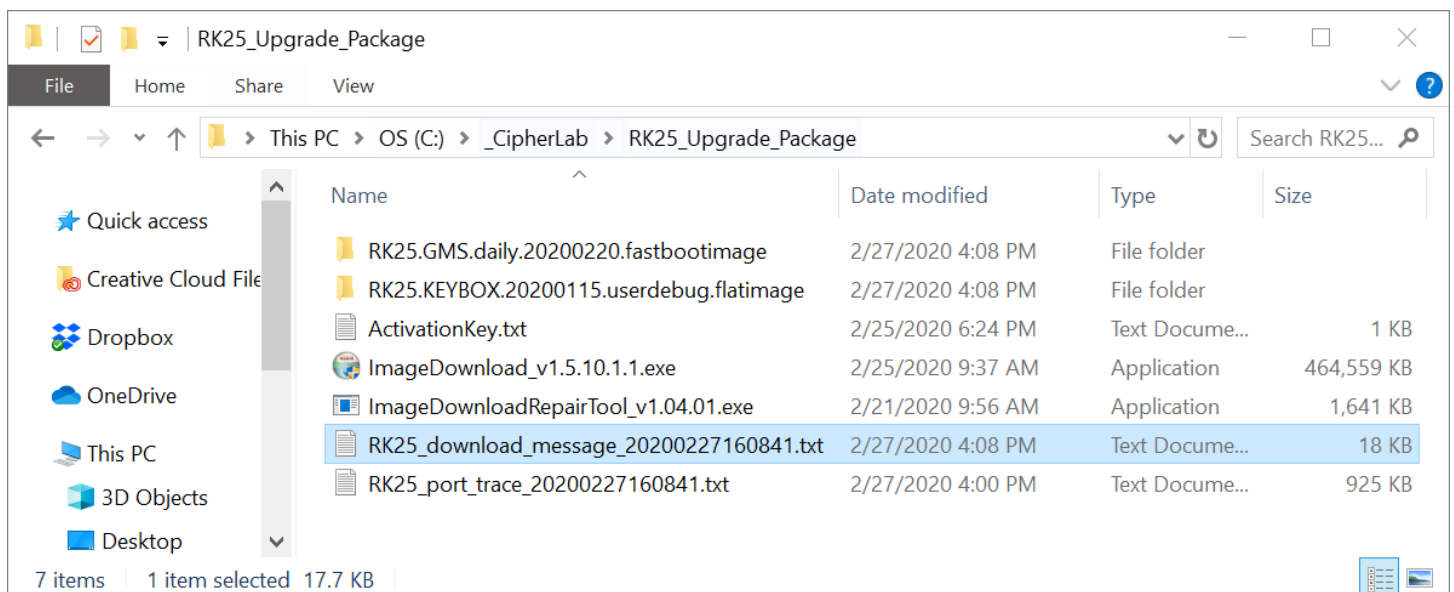 RK25_Upgrade_Package
File Home Share View
This PC > OS (C:) > _CipherLab > RK25_Upgrade_Package
Search RK25...
Quick access
Creative Cloud File
Dropbox
OneDrive
This PC
3D Objects
Desktop
Name Date modified Type Size
RK25.GMS.daily.20200220.fastbootimage 2/27/2020 4:08 PM File folder
RK25.KEYBOX.20200115.userdebug.flatimage 2/27/2020 4:08 PM File folder
ActivationKey.txt 2/25/2020 6:24 PM Text Docume... 1 KB
ImageDownload_v1.5.10.1.1.exe 2/25/2020 9:37 AM Application 464,559 KB
ImageDownloadRepairTool_v1.04.01.exe 2/21/2020 9:56 AM Application 1,641 KB
RK25_download_message_20200227160841.txt 2/27/2020 4:08 PM Text Docume... 18 KB
RK25_port_trace_20200227160841.txt 2/27/2020 4:00 PM Text Docume... 925 KB
7 items 1 item selected 17.7 KB